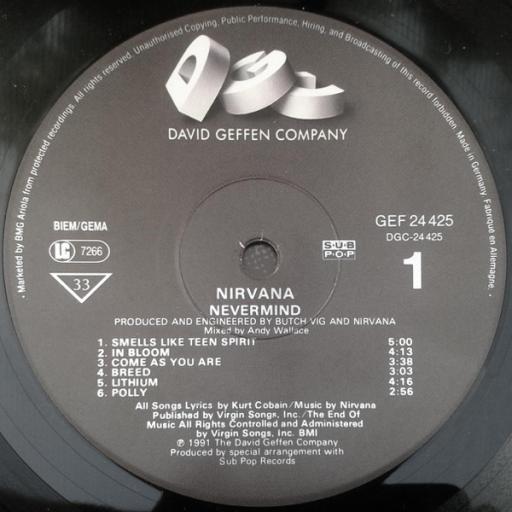 • Marketed by BMG Ariola from protected recordings. All rights reserved. Unauthorised Copying, Public Performance, Hiring, and Broadcasting of this record forbidden. Made in Germany. Fabriqué en Allemagne. •
DGC
DAVID GEFFEN COMPANY
BIEM/GEMA
LC 7266
33
GEF 24 425
DGC-24 425
SUB
POP
1
NIRVANA
NEVERMIND
PRODUCED AND ENGINEERED BY BUTCH VIG AND NIRVANA
Mixed by Andy Wallace
1. SMELLS LIKE TEEN SPIRIT 5:00
2. IN BLOOM 4:13
3. COME AS YOU ARE 3:38
4. BREED 3:03
5. LITHIUM 4:16
6. POLLY 2:56
All Songs Lyrics by Kurt Cobain/Music by Nirvana
Published by Virgin Songs, Inc./The End Of
Music All Rights Controlled and Administered
by Virgin Songs, Inc. BMI
℗ 1991 The David Geffen Company
Produced by special arrangement with
Sub Pop Records